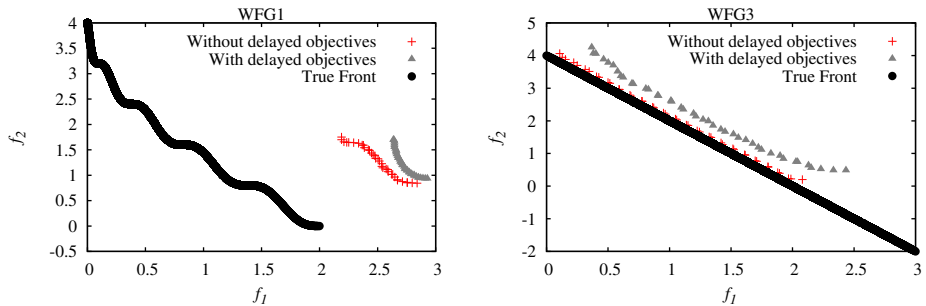 WFG1
4
3.5
3
2.5
2
1.5
1
0.5
0
-0.5
f2
0 0.5 1 1.5 2 2.5 3
f1
Without delayed objectives
With delayed objectives
True Front
WFG3
5
4
3
2
1
0
-1
-2
f2
0 0.5 1 1.5 2 2.5 3
f1
Without delayed objectives
With delayed objectives
True Front